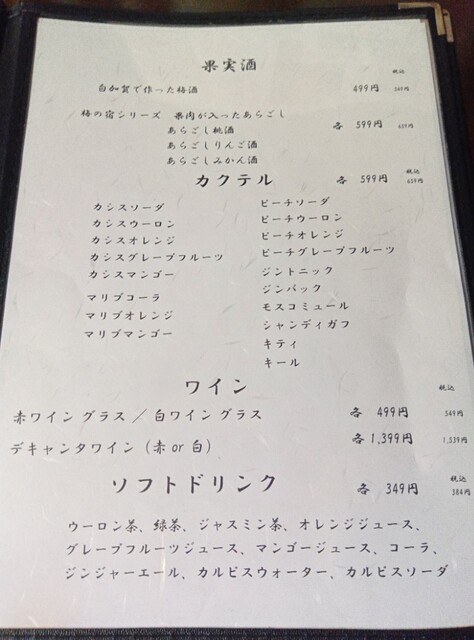 果実酒
税込
白加賀で作った梅酒 499円 549円
梅の宿シリーズ 果肉が入ったあらごし 各 599円 659円
あらごし桃酒
あらごしりんご酒
あらごしみかん酒
税込
カクテル 各 599円 659円
カシスソーダ ピーチソーダ
カシスウーロン ピーチウーロン
カシスオレンジ ピーチオレンジ
カシスグレープフルーツ ピーチグレープフルーツ
カシスマンゴー ジントニック
ジンバック
マリブコーラ モスコミュール
マリブオレンジ シャンディガフ
マリブマンゴー キティ
キール
ワイン 税込
赤ワイン グラス / 白ワイン グラス 各 499円 549円
デキャンタワイン (赤 or 白) 各 1,399円 1,539円
税込
ソフトドリンク 各 349円 384円
ウーロン茶、緑茶、ジャスミン茶、オレンジジュース、
グレープフルーツジュース、マンゴージュース、コーラ、
ジンジャーエール、カルピスウォーター、カルピスソーダ